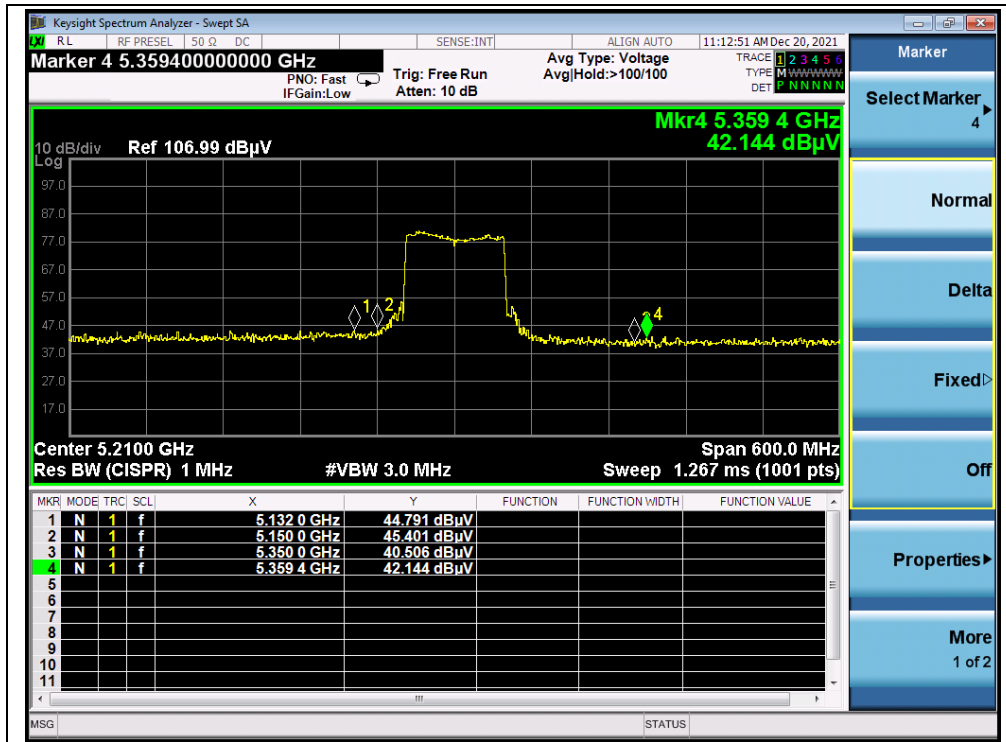 Keysight Spectrum Analyzer - Swept SA
LXI RL RF PRESEL 50 Ω DC SENSE:INT ALIGN AUTO 11:12:51 AM Dec 20, 2021
Marker 4 5.359400000000 GHz
PNO: Fast Trig: Free Run Avg Type: Voltage TRACE 1 2 3 4 5 6
IFGain:Low Atten: 10 dB Avg|Hold:>100/100 TYPE M WWWWW
DET P N N N N N
Mkr4 5.359 4 GHz
42.144 dBµV
10 dB/div Ref 106.99 dBµV
Log
97.0
87.0
77.0
67.0
57.0
47.0
37.0
27.0
17.0
1 2 4
Center 5.2100 GHz Span 600.0 MHz
Res BW (CISPR) 1 MHz #VBW 3.0 MHz Sweep 1.267 ms (1001 pts)
MKR MODE TRC SCL X Y FUNCTION FUNCTION WIDTH FUNCTION VALUE
1 N 1 f 5.132 0 GHz 44.791 dBµV
2 N 1 f 5.150 0 GHz 45.401 dBµV
3 N 1 f 5.350 0 GHz 40.506 dBµV
4 N 1 f 5.359 4 GHz 42.144 dBµV
5
6
7
8
9
10
11
MSG STATUS
Marker
Select Marker
4
Normal
Delta
Fixed
Off
Properties
More
1 of 2